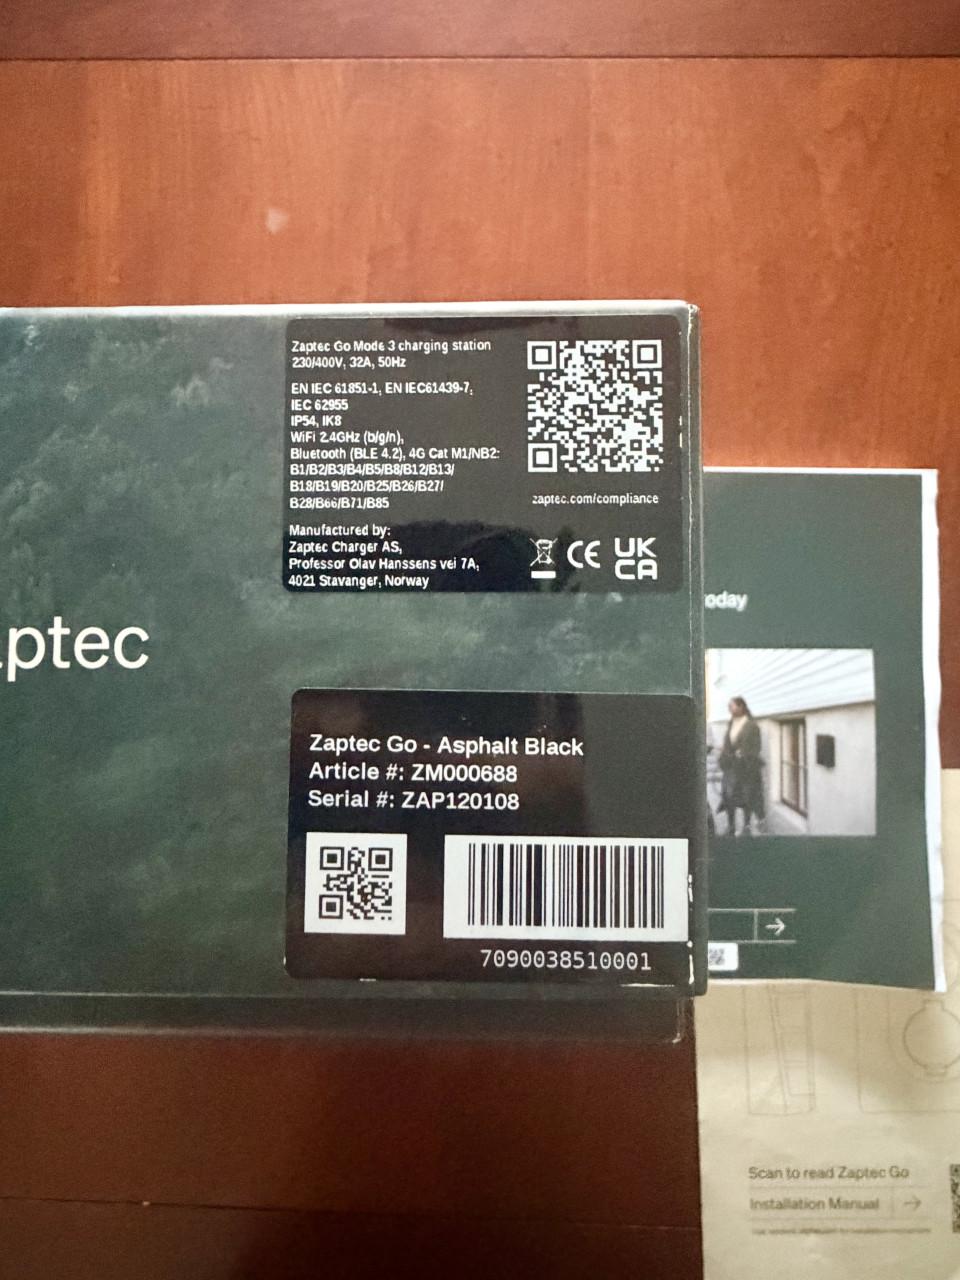 Zaptec Go Mode 3 charging station
230/400V, 32A, 50Hz
EN IEC 61851-1, EN IEC61439-7,
IEC 62955
IP54, IK8
WiFi 2.4GHz (b/g/n),
Bluetooth (BLE 4.2), 4G Cat M1/NB2:
B1/B2/B3/B4/B5/B8/B12/B13/
B18/B19/B20/B25/B26/B27/
B28/B66/B71/B85
Manufactured by:
Zaptec Charger AS,
Professor Olav Hanssens vei 7A,
4021 Stavanger, Norway
zaptec.com/compliance
CE
UK
CA
aptec
Zaptec Go - Asphalt Black
Article #: ZM000688
Serial #: ZAP120108
7090038510001
oday
Scan to read Zaptec Go
Installation Manual